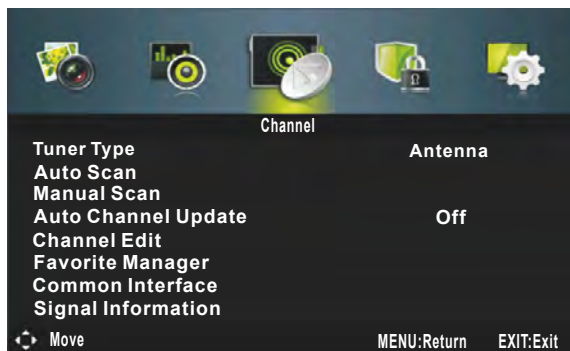 Channel
Tuner Type Antenna
Auto Scan
Manual Scan
Auto Channel Update Off
Channel Edit
Favorite Manager
Common Interface
Signal Information
Move MENU:Return EXIT:Exit